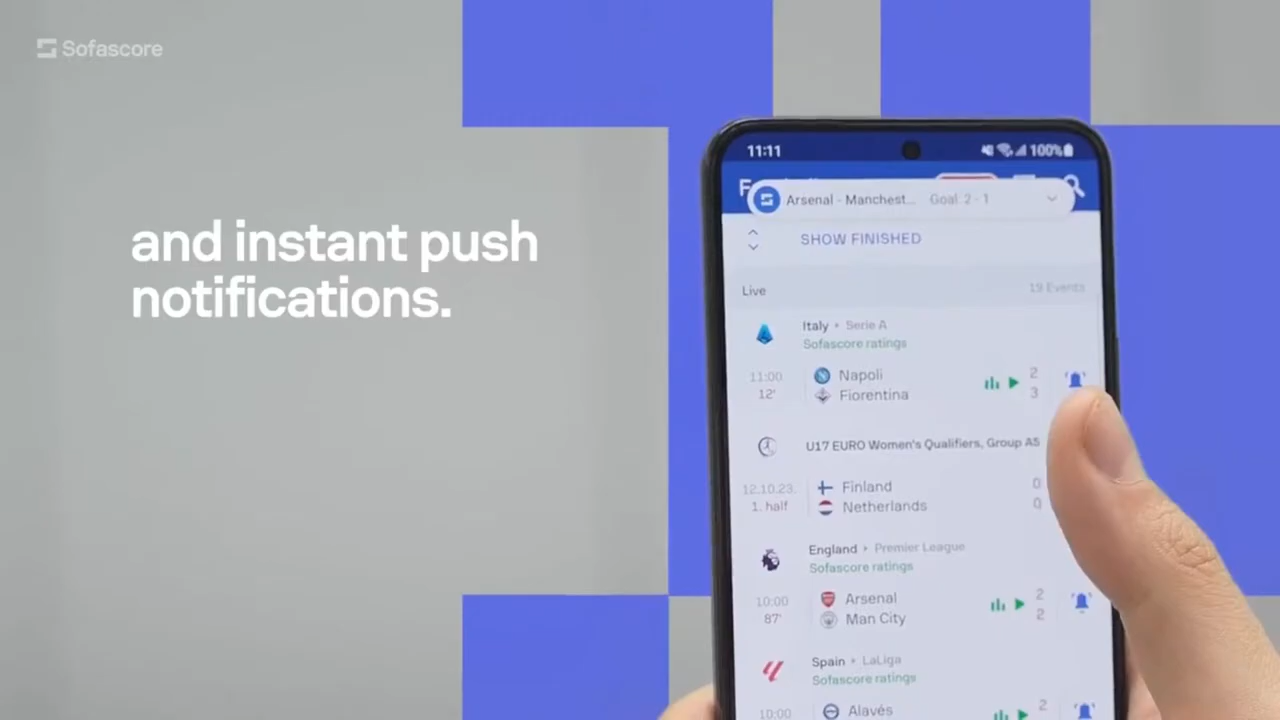 Sofascore
and instant push
notifications.
11:11
100%
Arsenal - Manchest... Goal: 2 - 1
SHOW FINISHED
Live 19 Events
Italy • Serie A
Sofascore ratings
11:00 Napoli 2
12' Fiorentina 3
U17 EURO Women's Qualifiers, Group A5
12.10.23. Finland 0
1. half Netherlands 0
England • Premier League
Sofascore ratings
10:00 Arsenal 2
87' Man City 2
Spain • LaLiga
Sofascore ratings
10:00 Alavés 2